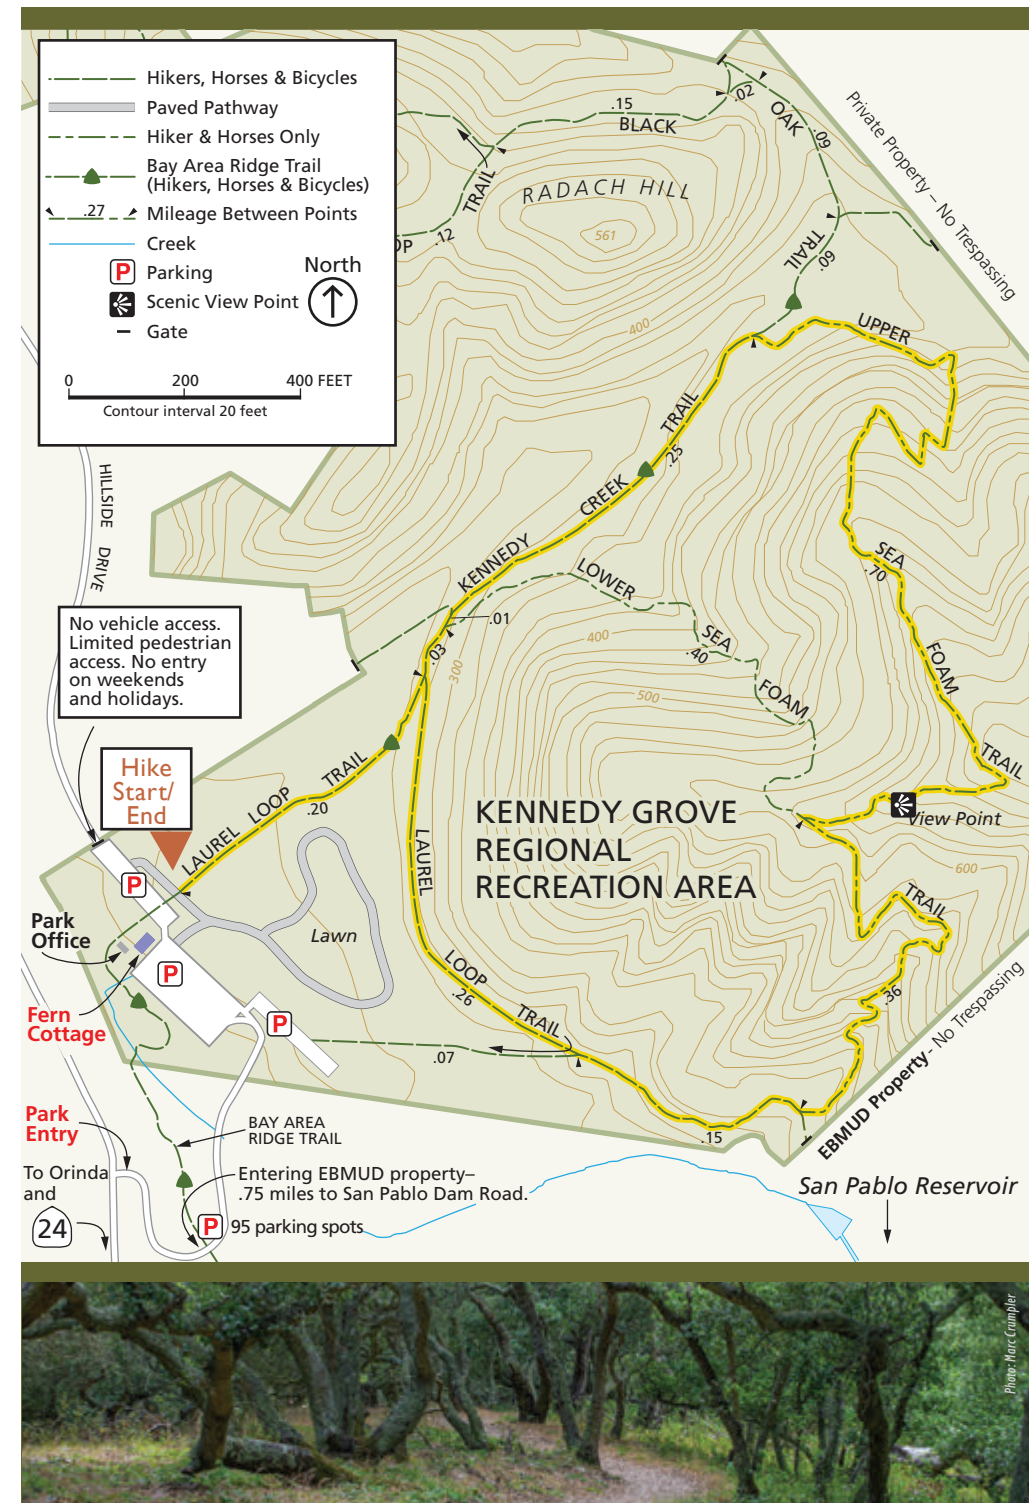 Hikers, Horses & Bicycles
Paved Pathway
Hiker & Horses Only
Bay Area Ridge Trail
(Hikers, Horses & Bicycles)
.27
Mileage Between Points
Creek
P
Parking
Scenic View Point
Gate
North
0 200 400 FEET
Contour interval 20 feet
.02
OAK
.09
TRAIL
.09
.15
BLACK
TRAIL
OP
.12
RADACH HILL
561
400
Private Property – No Trespassing
UPPER
SEA
.70
FOAM
TRAIL
KENNEDY
CREEK
TRAIL
.25
LOWER
SEA
.40
FOAM
.01
.03
300
400
500
600
HILLSIDE DRIVE
No vehicle access.
Limited pedestrian
access. No entry
on weekends
and holidays.
Hike
Start/
End
LAUREL LOOP TRAIL
.20
KENNEDY GROVE
REGIONAL
RECREATION AREA
View Point
TRAIL
.36
LAUREL
LOOP
.26
TRAIL
.07
.15
Lawn
P
P
P
Park
Office
Fern
Cottage
Park
Entry
BAY AREA
RIDGE TRAIL
To Orinda
and
24
Entering EBMUD property–
.75 miles to San Pablo Dam Road.
P
95 parking spots
EBMUD Property - No Trespassing
San Pablo Reservoir
Photo: Marc Crumpler